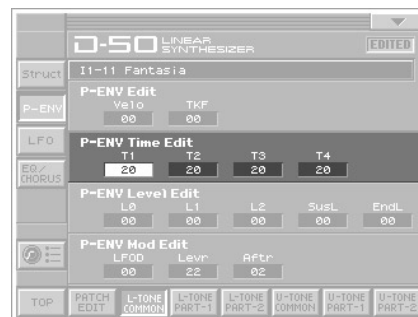 D-50 LINEAR SYNTHESIZER
EDITED
Struct
I1-11 Fantasia
P-ENV
P-ENV Edit
Velo TKF
00 00
LFO
P-ENV Time Edit
T1 T2 T3 T4
20 20 20 20
EQ/CHORUS
P-ENV Level Edit
L0 L1 L2 SusL EndL
00 00 00 00 00
P-ENV Mod Edit
LFOD Levr Aftr
00 22 02
TOP
PATCH EDIT
L-TONE COMMON
L-TONE PART-1
L-TONE PART-2
U-TONE COMMON
U-TONE PART-1
U-TONE PART-2